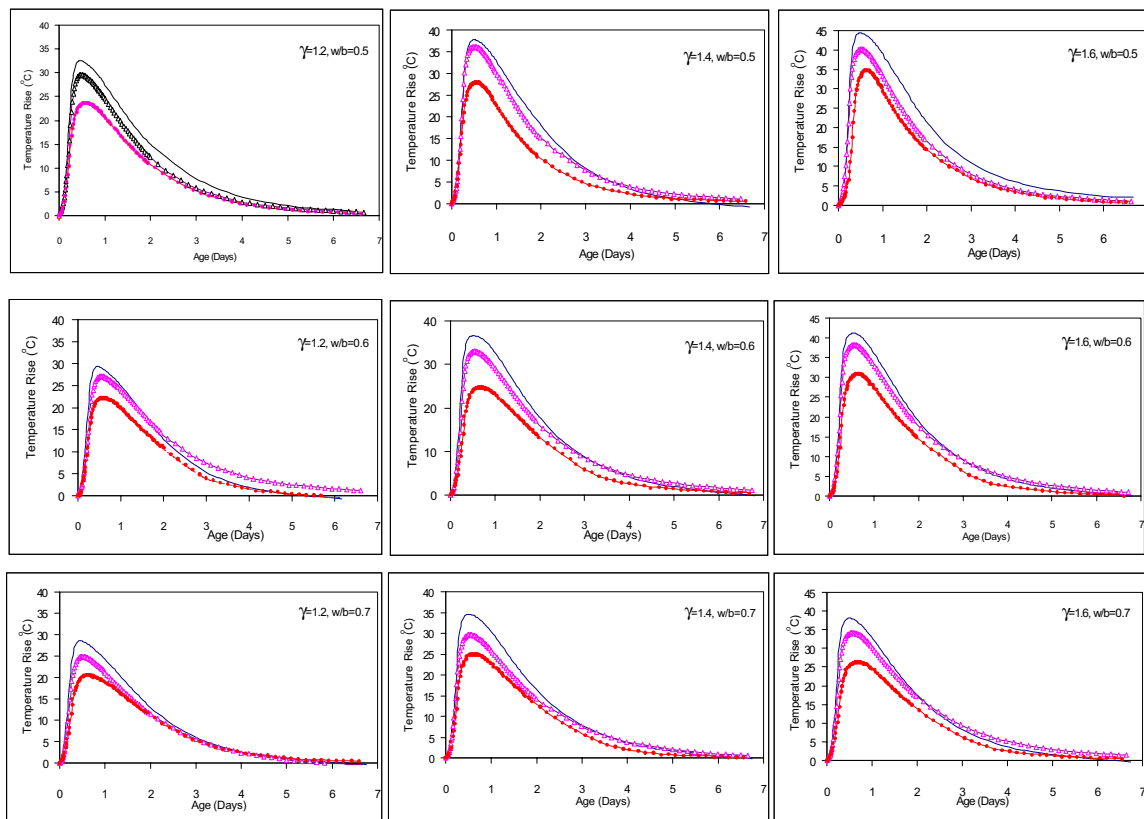 40
35
30
25
20
15
10
5
0
Temperature Rise (°C)
γ=1.2, w/b=0.5
0 1 2 3 4 5 6 7
Age (Days)
40
35
30
25
20
15
10
5
0
Temperature Rise (°C)
γ=1.4, w/b=0.5
0 1 2 3 4 5 6 7
Age (Days)
45
40
35
30
25
20
15
10
5
0
Temperature Rise (°C)
γ=1.6, w/b=0.5
0 1 2 3 4 5 6
Age (Days)
40
35
30
25
20
15
10
5
0
Temperature Rise (°C)
γ=1.2, w/b=0.6
0 1 2 3 4 5 6 7
Age (Days)
40
30
20
10
0
Temperature Rise (°C)
γ=1.4, w/b=0.6
0 1 2 3 4 5 6 7
Age (Days)
45
40
35
30
25
20
15
10
5
0
Temperature Rise (°C)
γ=1.6, w/b=0.6
0 1 2 3 4 5 6 7
Age (Days)
40
35
30
25
20
15
10
5
0
Temperature Rise (°C)
γ=1.2, w/b=0.7
0 1 2 3 4 5 6 7
Age (Days)
40
35
30
25
20
15
10
5
0
Temperature Rise (°C)
γ=1.4, w/b=0.7
0 1 2 3 4 5 6 7
Age (Days)
45
40
35
30
25
20
15
10
5
0
Temperature Rise (°C)
γ=1.6, w/b=0.7
0 1 2 3 4 5 6 7
Age (Days)